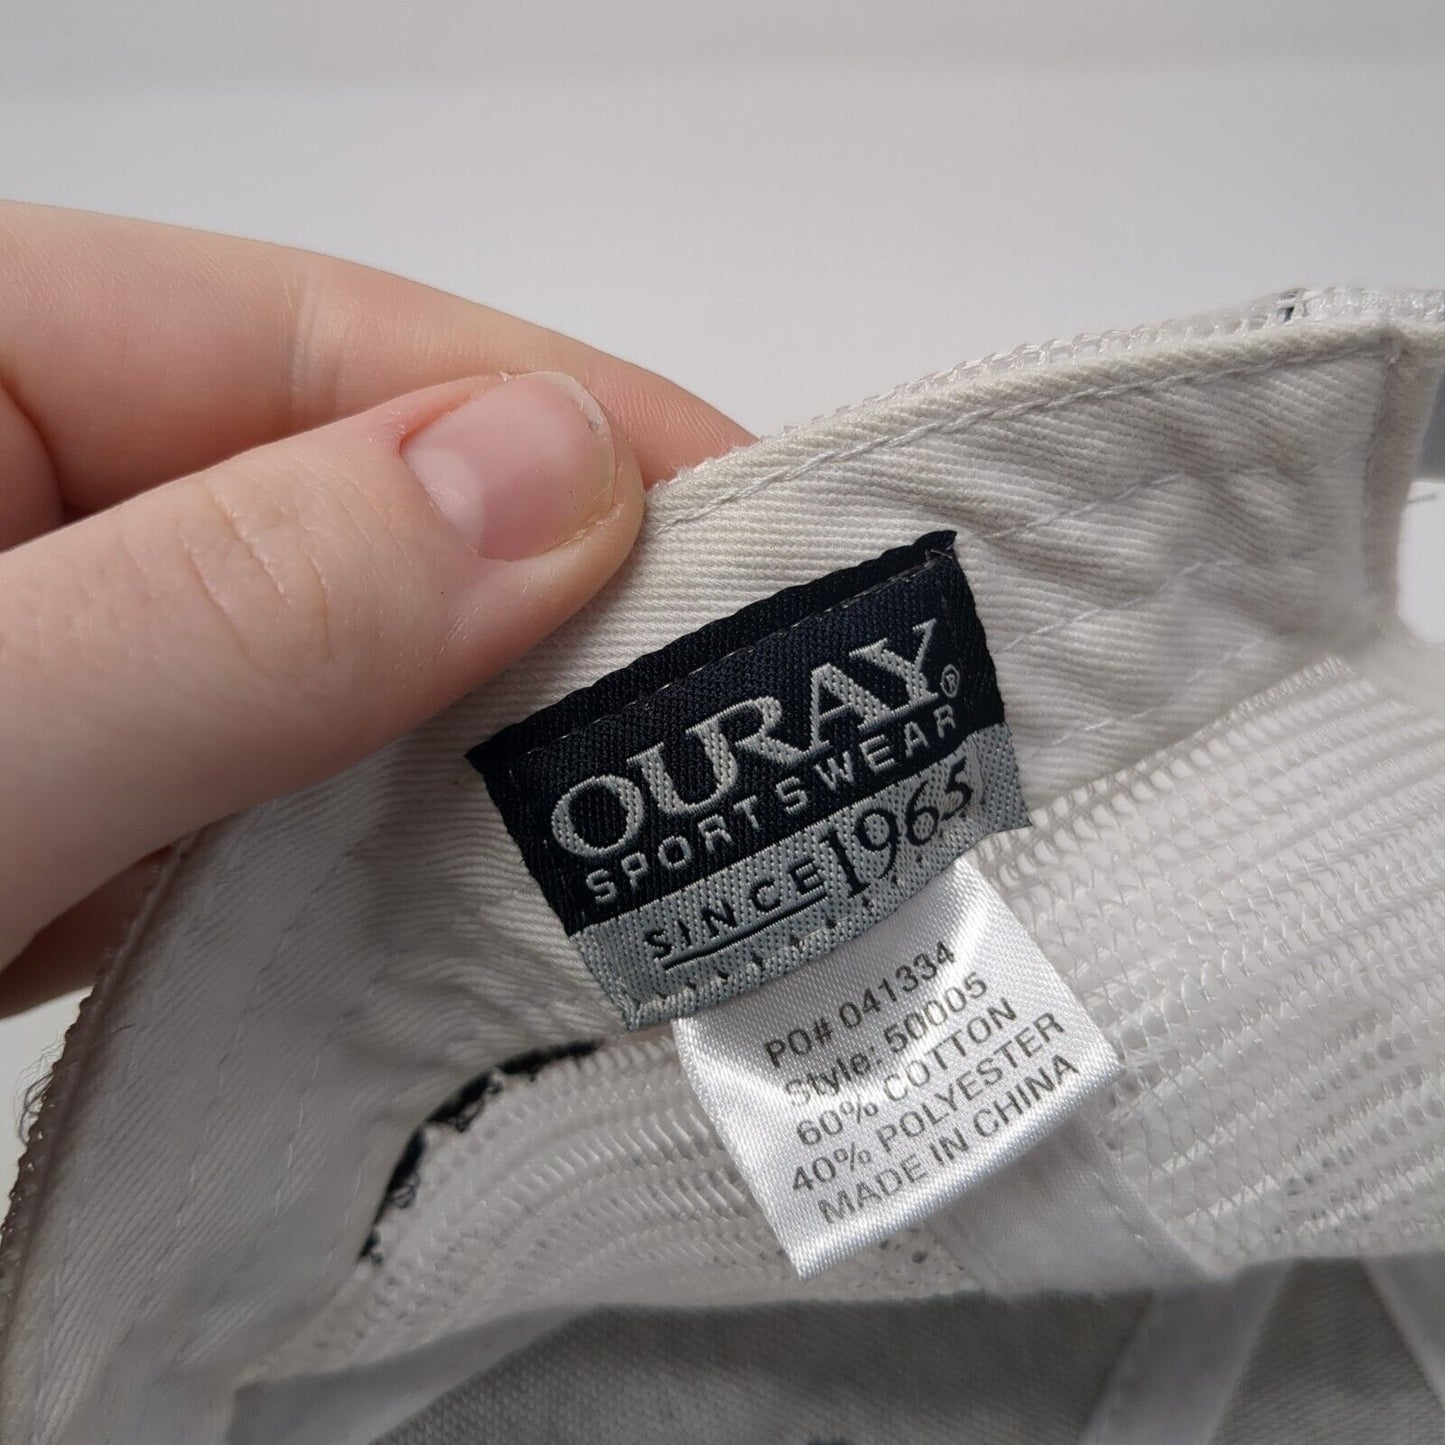 OURAY®
SPORTSWEAR
SINCE 1965
PO# 041334
Style: 50005
60% COTTON
40% POLYESTER
MADE IN CHINA